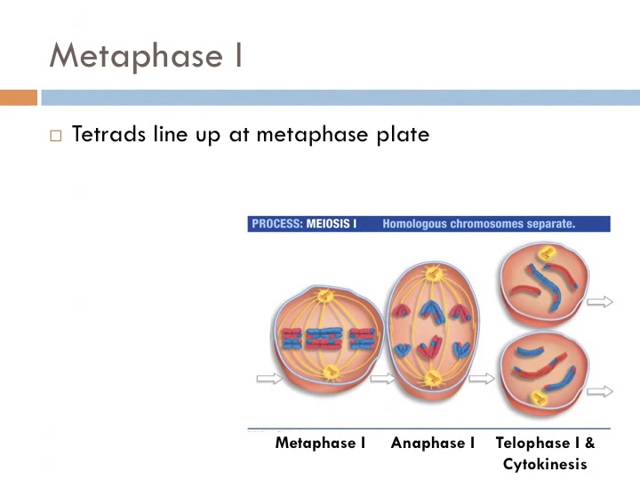 Metaphase I
Tetrads line up at metaphase plate
PROCESS: MEIOSIS I Homologous chromosomes separate.
Metaphase I Anaphase I Telophase I &
Cytokinesis